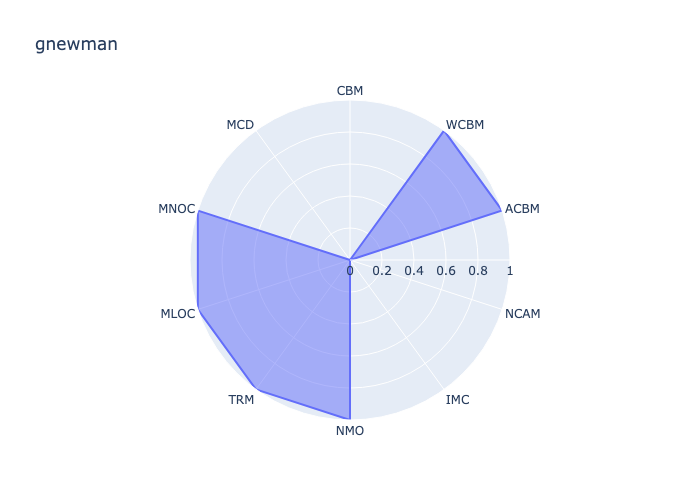 gnewman
CBM
MCD
WCBM
MNOC
ACBM
0 0.2 0.4 0.6 0.8 1
MLOC
NCAM
TRM
IMC
NMO